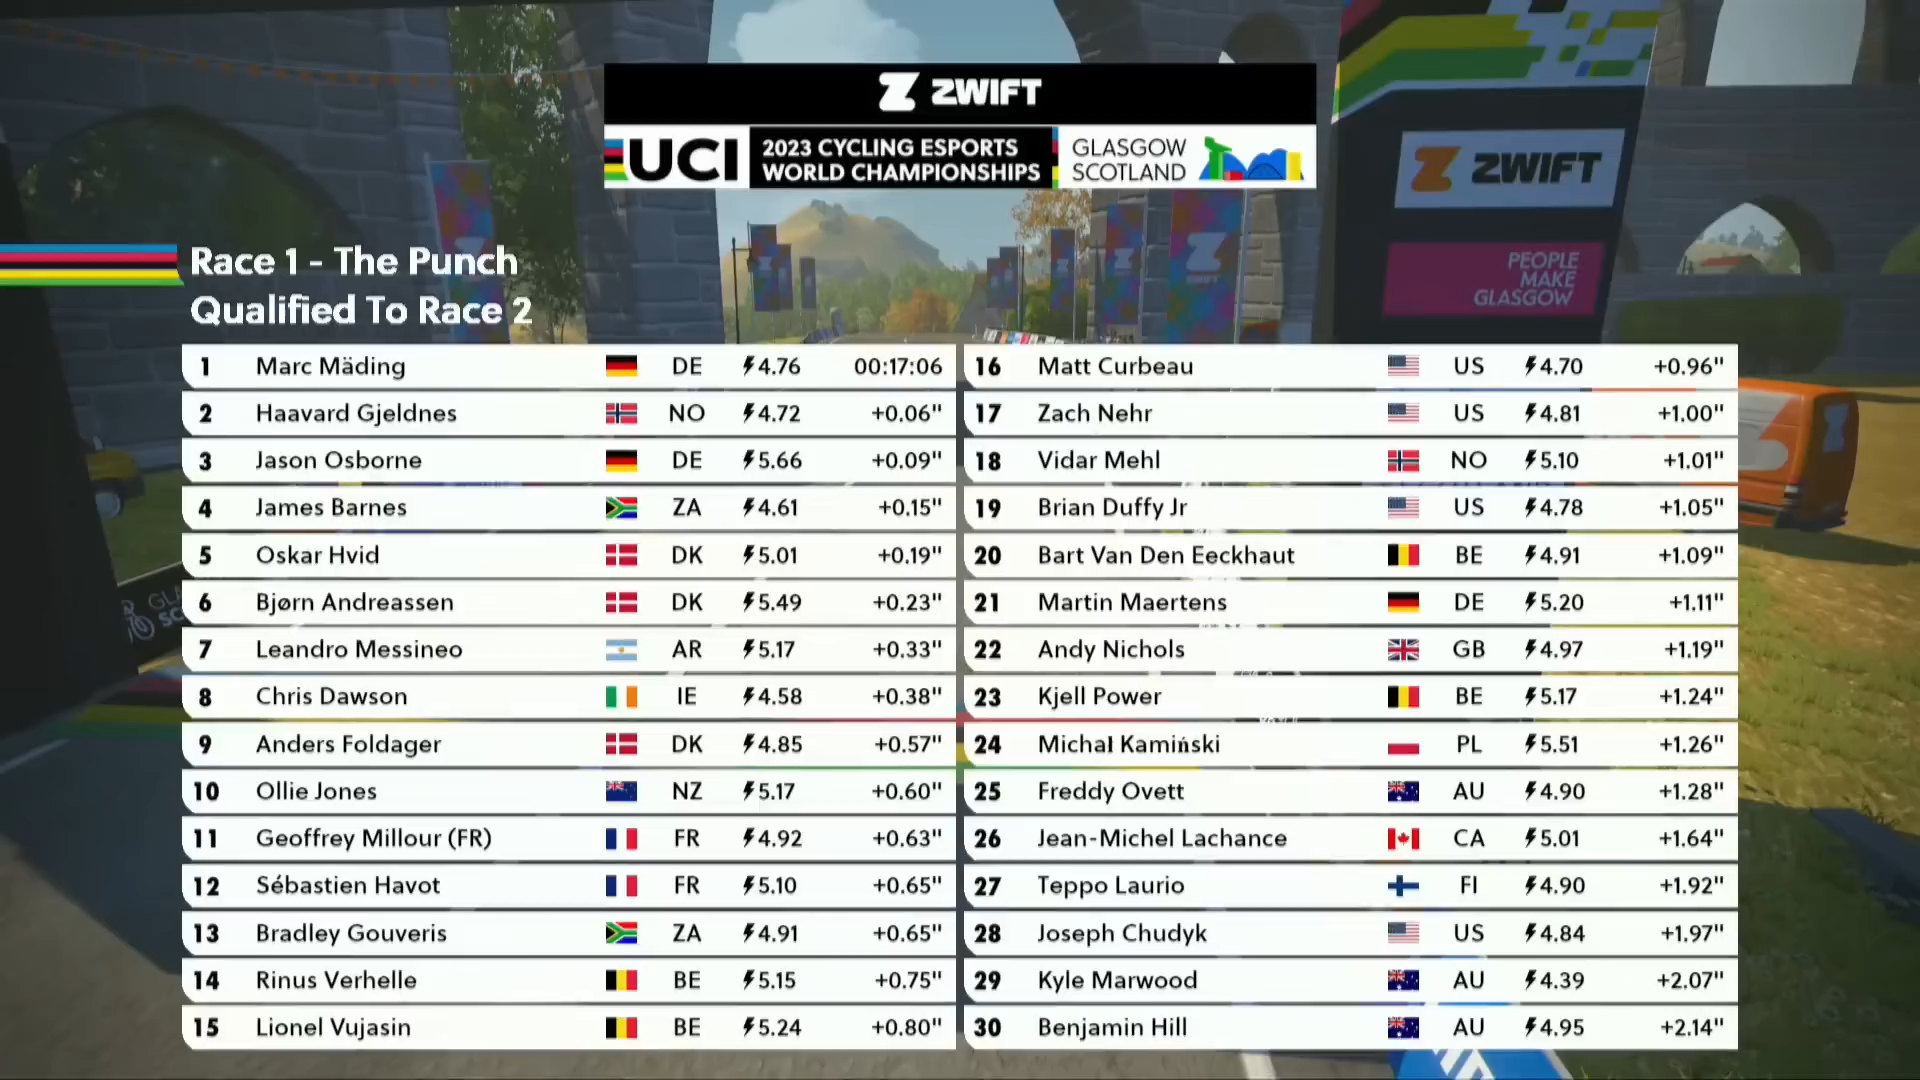 ZWIFT
UCI 2023 CYCLING ESPORTS WORLD CHAMPIONSHIPS GLASGOW SCOTLAND
ZWIFT
PEOPLE
MAKE
GLASGOW
Race 1 - The Punch
Qualified To Race 2
1 Marc Mäding DE 4.76 00:17:06
2 Haavard Gjeldnes NO 4.72 +0.06"
3 Jason Osborne DE 5.66 +0.09"
4 James Barnes ZA 4.61 +0.15"
5 Oskar Hvid DK 5.01 +0.19"
6 Bjørn Andreassen DK 5.49 +0.23"
7 Leandro Messineo AR 5.17 +0.33"
8 Chris Dawson IE 4.58 +0.38"
9 Anders Foldager DK 4.85 +0.57"
10 Ollie Jones NZ 5.17 +0.60"
11 Geoffrey Millour (FR) FR 4.92 +0.63"
12 Sébastien Havot FR 5.10 +0.65"
13 Bradley Gouveris ZA 4.91 +0.65"
14 Rinus Verhelle BE 5.15 +0.75"
15 Lionel Vujasin BE 5.24 +0.80"
16 Matt Curbeau US 4.70 +0.96"
17 Zach Nehr US 4.81 +1.00"
18 Vidar Mehl NO 5.10 +1.01"
19 Brian Duffy Jr US 4.78 +1.05"
20 Bart Van Den Eeckhaut BE 4.91 +1.09"
21 Martin Maertens DE 5.20 +1.11"
22 Andy Nichols GB 4.97 +1.19"
23 Kjell Power BE 5.17 +1.24"
24 Michał Kamiński PL 5.51 +1.26"
25 Freddy Ovett AU 4.90 +1.28"
26 Jean-Michel Lachance CA 5.01 +1.64"
27 Teppo Laurio FI 4.90 +1.92"
28 Joseph Chudyk US 4.84 +1.97"
29 Kyle Marwood AU 4.39 +2.07"
30 Benjamin Hill AU 4.95 +2.14"